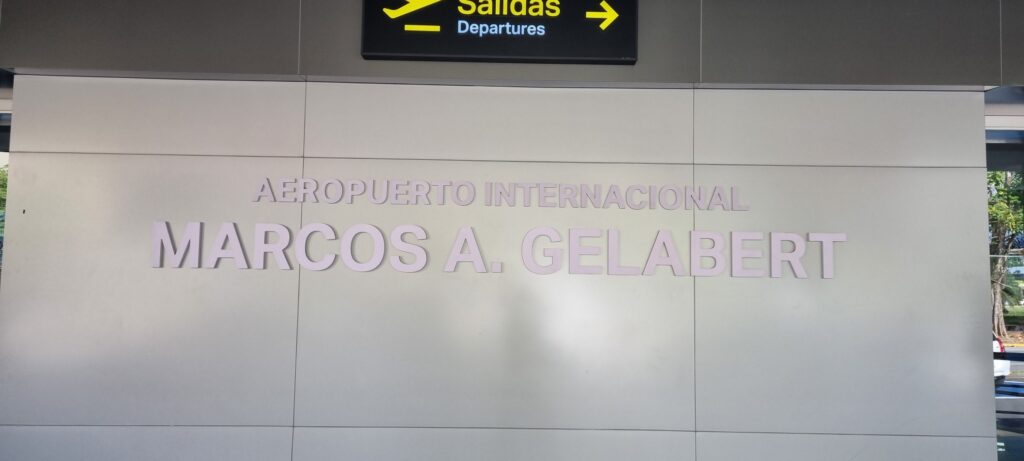 Salidas
Departures
AEROPUERTO INTERNACIONAL
MARCOS A. GELABERT